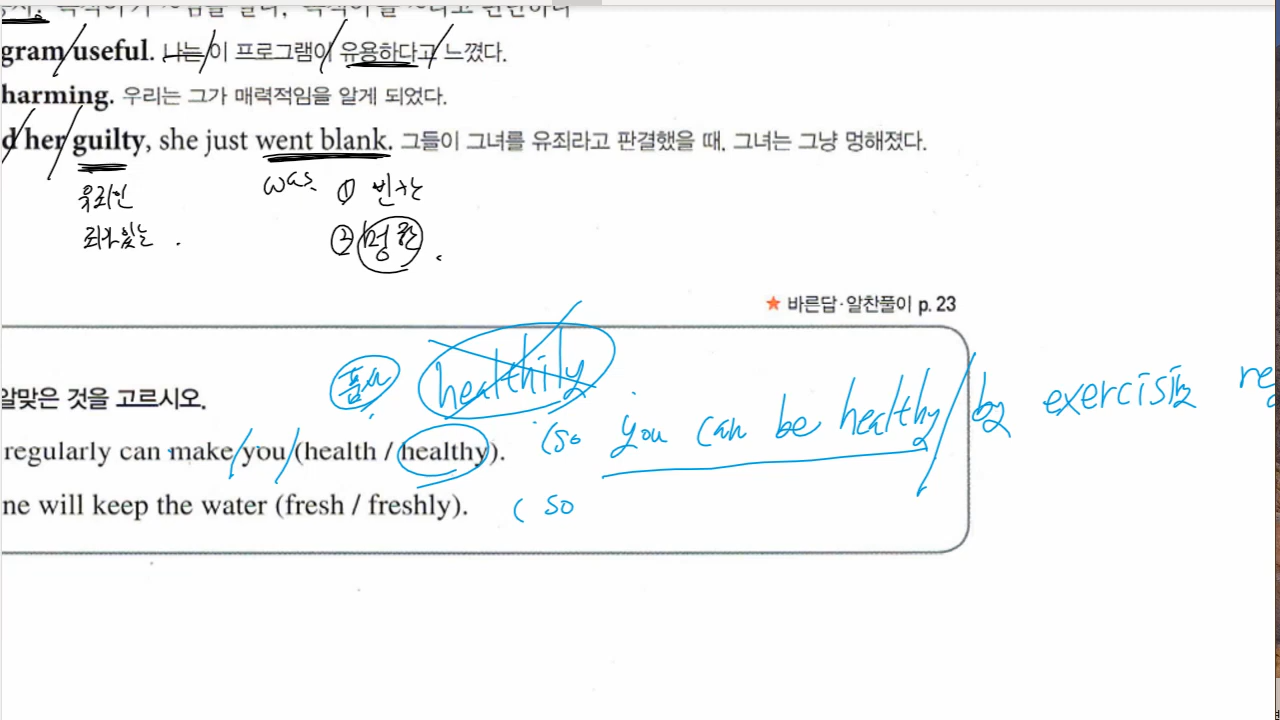 gram/useful. 나는/이 프로그램이/유용하다고/느꼈다.
harming. 우리는 그가 매력적임을 알게 되었다.
d her guilty, she just went blank. 그들이 그녀를 유죄라고 판결했을 때, 그녀는 그냥 멍해졌다.
유죄인 was ①
죄가 있는 ② 멍한
★ 바른답·알찬풀이 p. 23
healthily
알맞은 것을 고르시오.
(so you can be healthy/by
regularly can make/you/(health / healthy).
ne will keep the water (fresh / freshly). (so